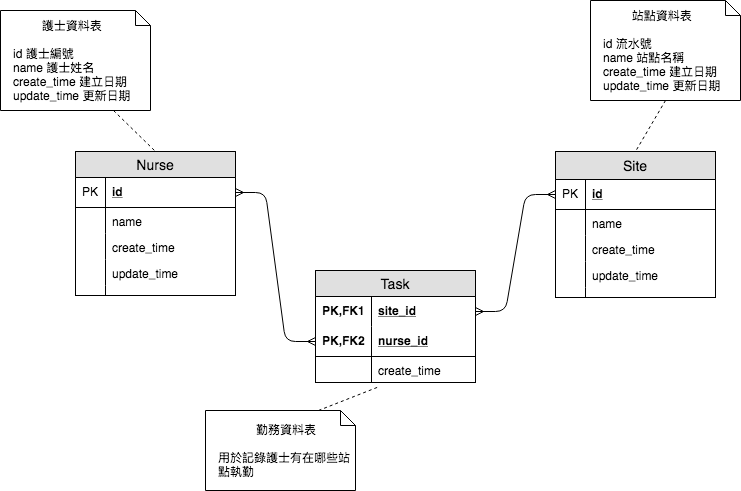 護士資料表
id 護士編號
name 護士姓名
create_time 建立日期
update_time 更新日期
站點資料表
id 流水號
name 站點名稱
create_time 建立日期
update_time 更新日期
Nurse
PK id
name
create_time
update_time
Site
PK id
name
create_time
update_time
Task
PK,FK1 site_id
PK,FK2 nurse_id
create_time
勤務資料表
用於記錄護士有在哪些站
點執勤